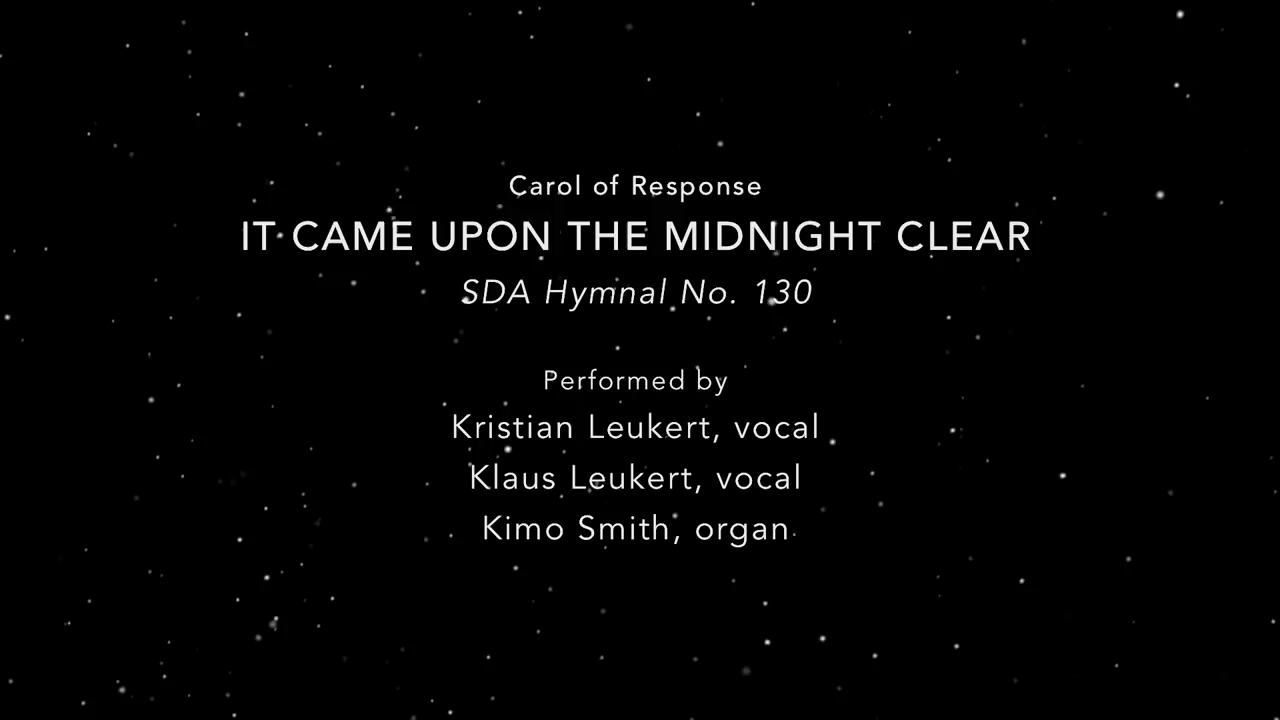 Carol of Response
IT CAME UPON THE MIDNIGHT CLEAR
SDA Hymnal No. 130
Performed by
Kristian Leukert, vocal
Klaus Leukert, vocal
Kimo Smith, organ